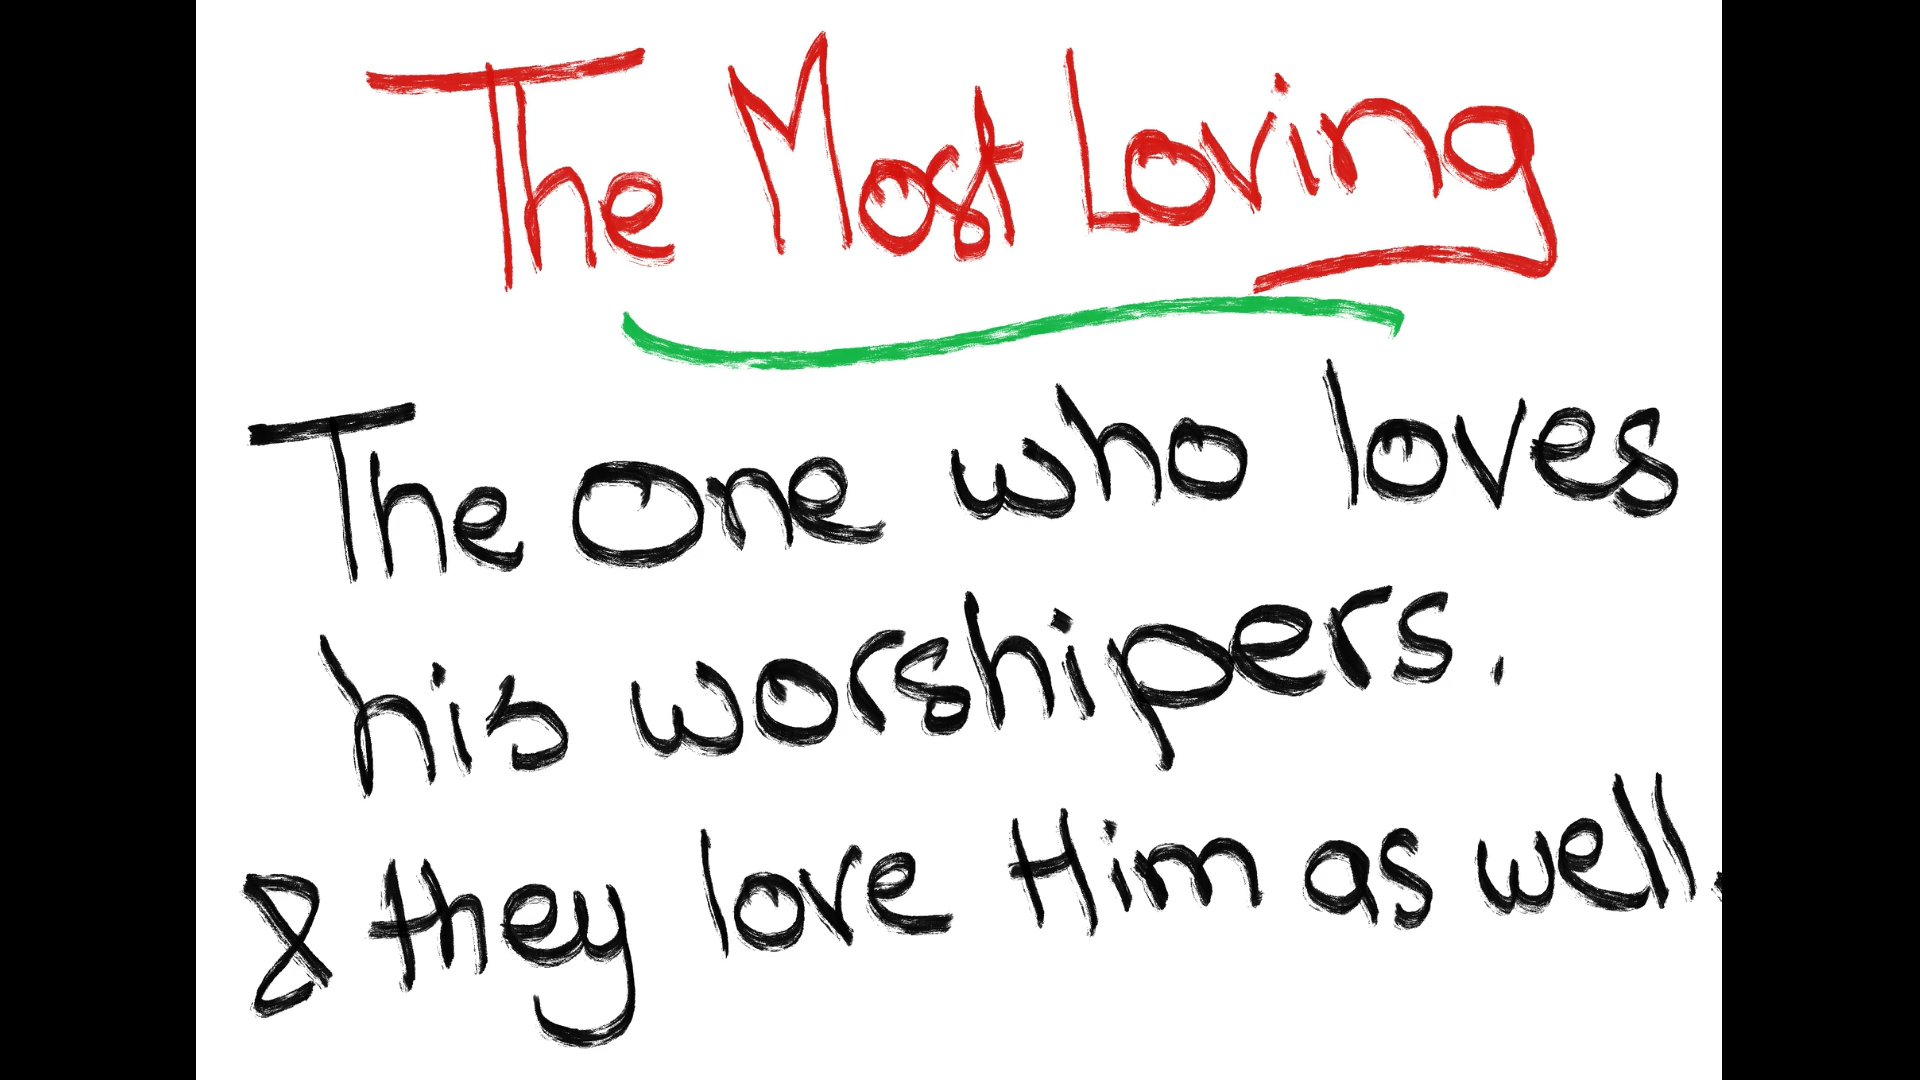 The Most Loving
The One who loves
his worshipers.
& they love Him as well.